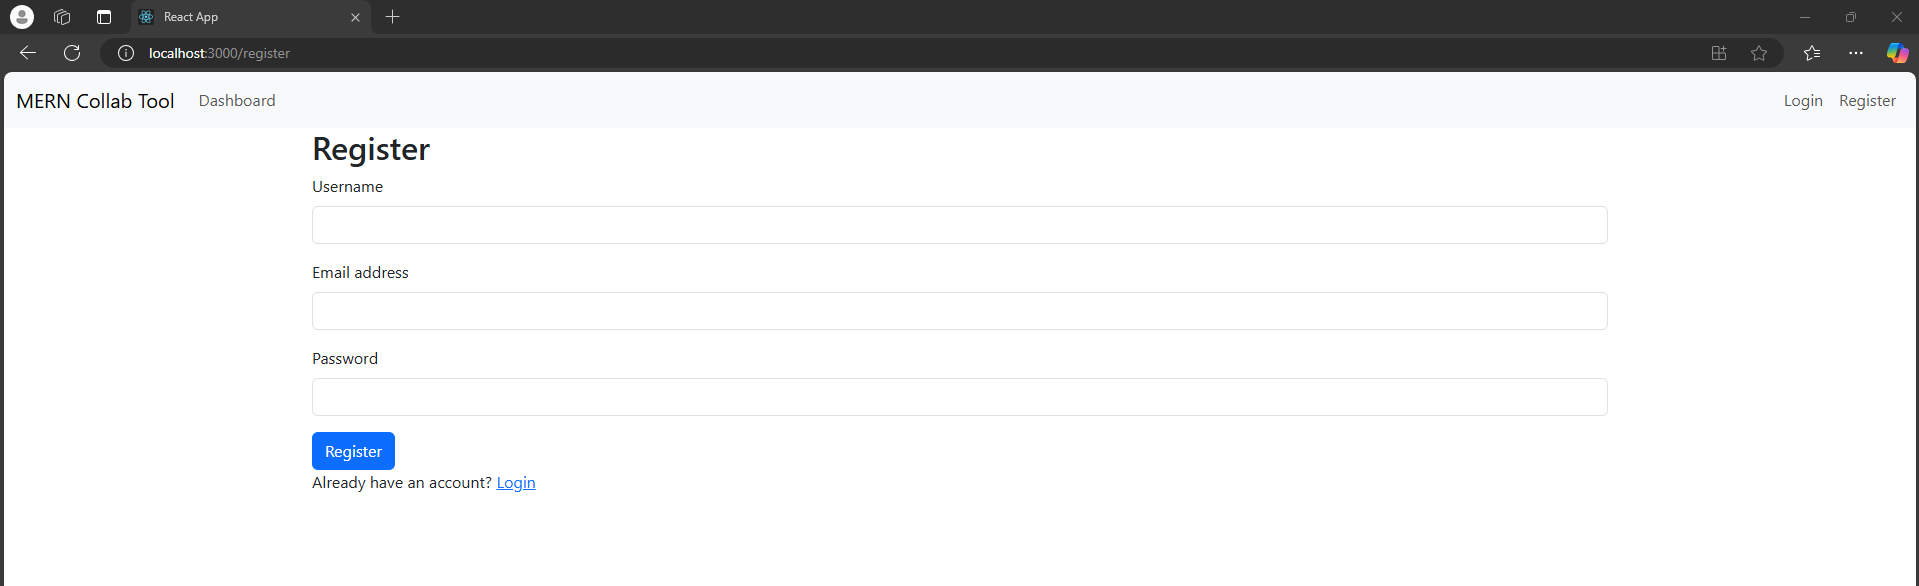 React App
localhost:3000/register
MERN Collab Tool Dashboard Login Register
Register
Username
Email address
Password
Register
Already have an account? Login